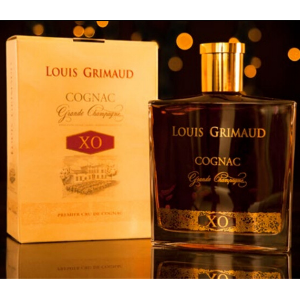 LOUIS GRIMAUD
COGNAC
Grande Champagne
XO
PREMIER CRU DE COGNAC
LOUIS GRIMAUD
COGNAC
Grande Champagne
XO